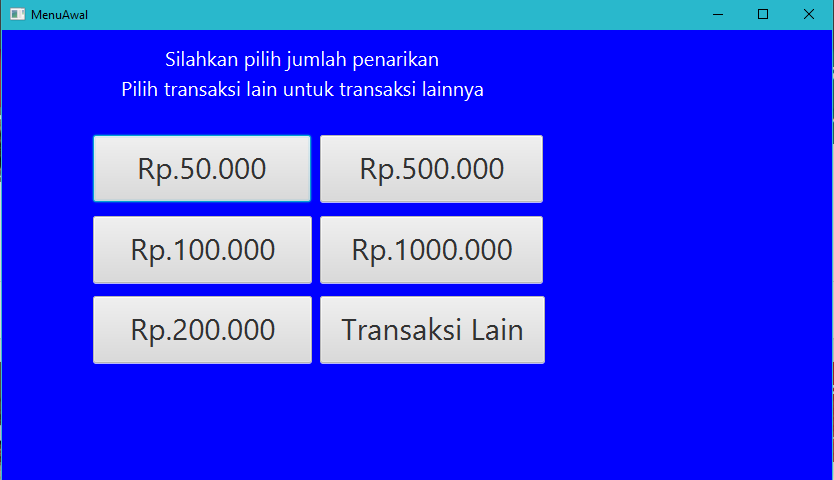 MenuAwal
Silahkan pilih jumlah penarikan
Pilih transaksi lain untuk transaksi lainnya
Rp.50.000
Rp.500.000
Rp.100.000
Rp.1000.000
Rp.200.000
Transaksi Lain